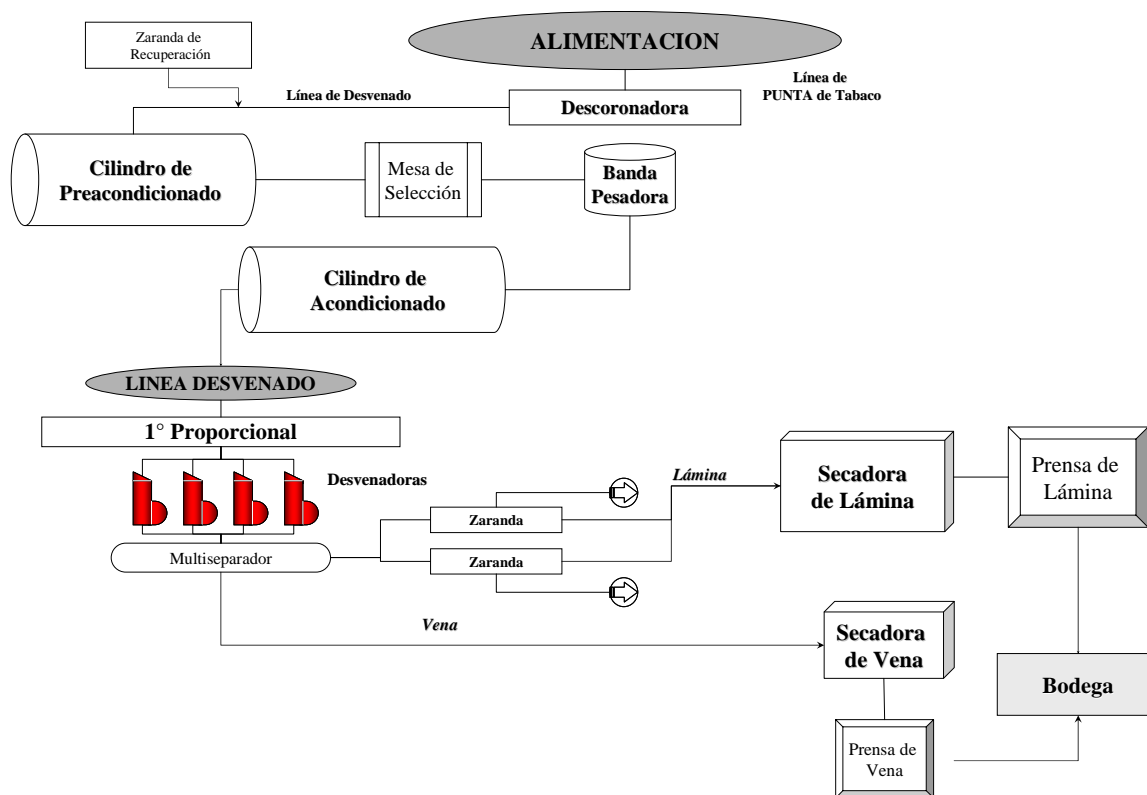 ALIMENTACION
Zaranda de
Recuperación
Línea de
PUNTA de Tabaco
Línea de Desvenado
Descoronadora
Cilindro de
Preacondicionado
Mesa de
Selección
Banda
Pesadora
Cilindro de
Acondicionado
LINEA DESVENADO
1° Proporcional
Desvenadoras
Lámina
Secadora
de Lámina
Prensa de
Lámina
Zaranda
Multiseparador
Zaranda
Vena
Secadora
de Vena
Bodega
Prensa de
Vena